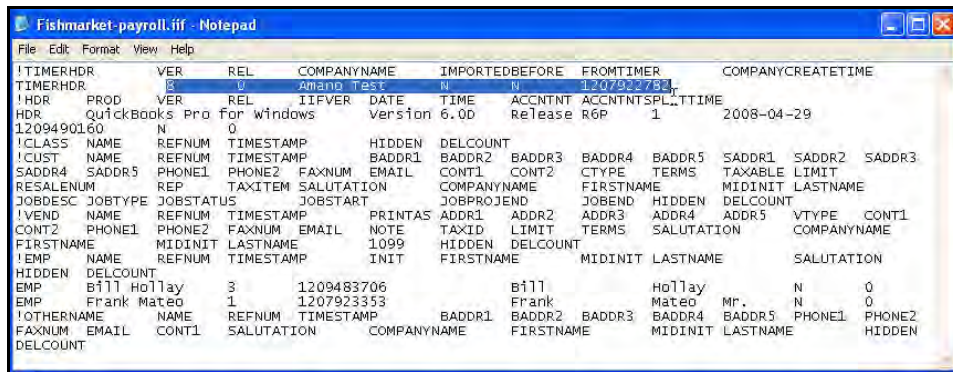 Fishmarket-payroll.iif - Notepad
File Edit Format View Help
!TIMERHDR VER REL COMPANYNAME IMPORTEDBEFORE FROMTIMER COMPANYCREATETIME
TIMERHDR 8 0 Amano Test N N 1207922782
!HDR PROD VER REL IIFVER DATE TIME ACCNTNT ACCNTNTSPLITTIME
HDR QuickBooks Pro for Windows Version 6.0D Release R6P 1 2008-04-29
1209490160 N 0
!CLASS NAME REFNUM TIMESTAMP HIDDEN DELCOUNT
!CUST NAME REFNUM TIMESTAMP BADDR1 BADDR2 BADDR3 BADDR4 BADDR5 SADDR1 SADDR2 SADDR3
SADDR4 SADDR5 PHONE1 PHONE2 FAXNUM EMAIL CONT1 CONT2 CTYPE TERMS TAXABLE LIMIT
RESALENUM REP TAXITEM SALUTATION COMPANYNAME FIRSTNAME MIDINIT LASTNAME
JOBDESC JOBTYPE JOBSTATUS JOBSTART JOBPROJEND JOBEND HIDDEN DELCOUNT
!VEND NAME REFNUM TIMESTAMP PRINTAS ADDR1 ADDR2 ADDR3 ADDR4 ADDR5 VTYPE CONT1
CONT2 PHONE1 PHONE2 FAXNUM EMAIL NOTE TAXID LIMIT TERMS SALUTATION COMPANYNAME
FIRSTNAME MIDINIT LASTNAME 1099 HIDDEN DELCOUNT
!EMP NAME REFNUM TIMESTAMP INIT FIRSTNAME MIDINIT LASTNAME SALUTATION
HIDDEN DELCOUNT
EMP Bill Hollay 3 1209483706 Bill Hollay N 0
EMP Frank Mateo 1 1207923353 Frank Mateo Mr. N 0
!OTHERNAME NAME REFNUM TIMESTAMP BADDR1 BADDR2 BADDR3 BADDR4 BADDR5 PHONE1 PHONE2
FAXNUM EMAIL CONT1 SALUTATION COMPANYNAME FIRSTNAME MIDINIT LASTNAME HIDDEN
DELCOUNT